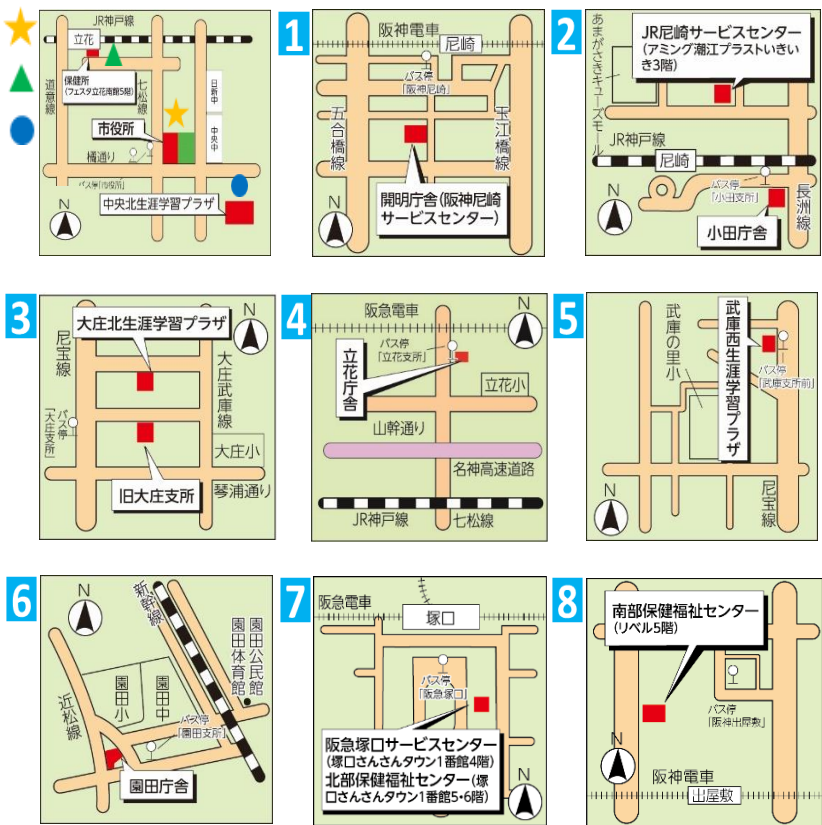 JR神戸線
立花
保健所
(フェスタ立花南館5階)
道意線
七松線
日新中
市役所
中央中
橘通り
バス停「市役所」
中央北生涯学習プラザ
N
1
阪神電車
尼崎
バス停
「阪神尼崎」
五合橋線
玉江橋線
開明庁舎(阪神尼崎
サービスセンター)
N
2
あまがさきキューズモール
JR尼崎サービスセンター
(アミング潮江プラストいきい
き3階)
JR神戸線
尼崎
バス停
「小田支所」
長洲線
小田庁舎
N
3
大庄北生涯学習プラザ
N
尼宝線
大庄武庫線
バス停
「大庄支所」
大庄小
旧大庄支所
琴浦通り
4
阪急電車
N
バス停
「立花支所」
立花庁舎
立花小
山幹通り
名神高速道路
JR神戸線
七松線
5
武庫の里小
武庫西生涯学習プラザ
バス停
「武庫支所前」
N
尼宝線
6
N
新幹線
園田公民館
園田体育館
近松線
園田小
園田中
バス停
「園田支所」
園田庁舎
7
阪急電車
塚口
バス停
「阪急塚口」
阪急塚口サービスセンター
(塚口さんさんタウン1番館4階)
北部保健福祉センター(塚
口さんさんタウン1番館5・6階)
N
8
南部保健福祉センター
(リベル5階)
バス停
「阪神出屋敷」
N
阪神電車
出屋敷